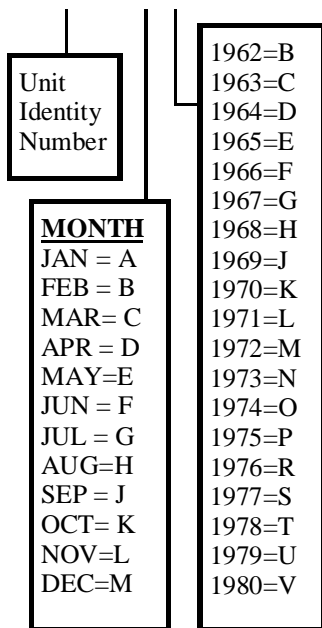 Unit
Identity
Number
MONTH
JAN = A
FEB = B
MAR= C
APR = D
MAY=E
JUN = F
JUL = G
AUG=H
SEP = J
OCT= K
NOV=L
DEC=M
1962=B
1963=C
1964=D
1965=E
1966=F
1967=G
1968=H
1969=J
1970=K
1971=L
1972=M
1973=N
1974=O
1975=P
1976=R
1977=S
1978=T
1979=U
1980=V